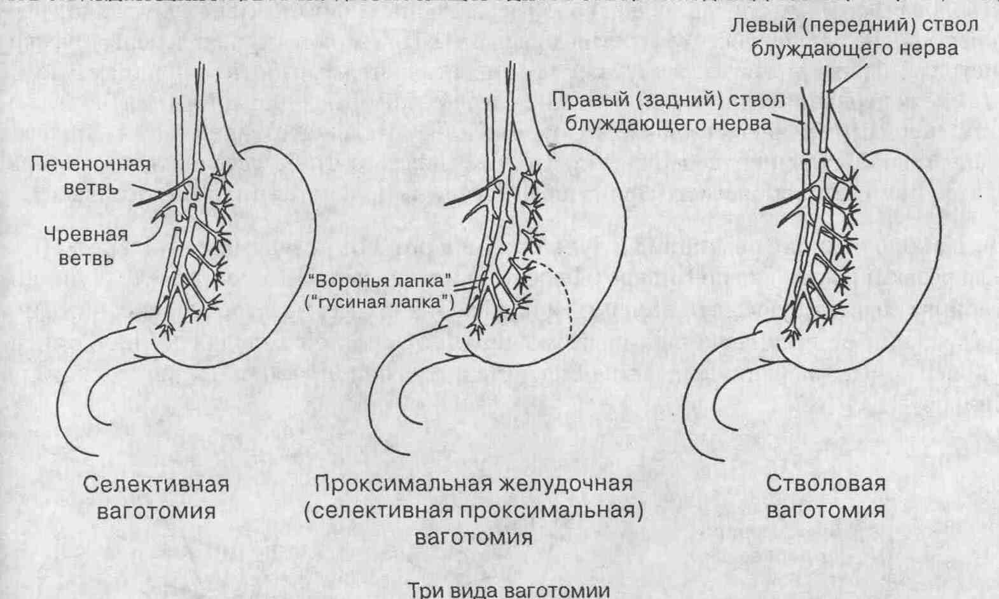 Левый (передний) ствол
блуждающего нерва
Правый (задний) ствол
блуждающего нерва
Печеночная
ветвь
Чревная
ветвь
“Воронья лапка”
(“гусиная лапка”)
Селективная
ваготомия
Проксимальная желудочная
(селективная проксимальная)
ваготомия
Стволовая
ваготомия
Три вида ваготомии